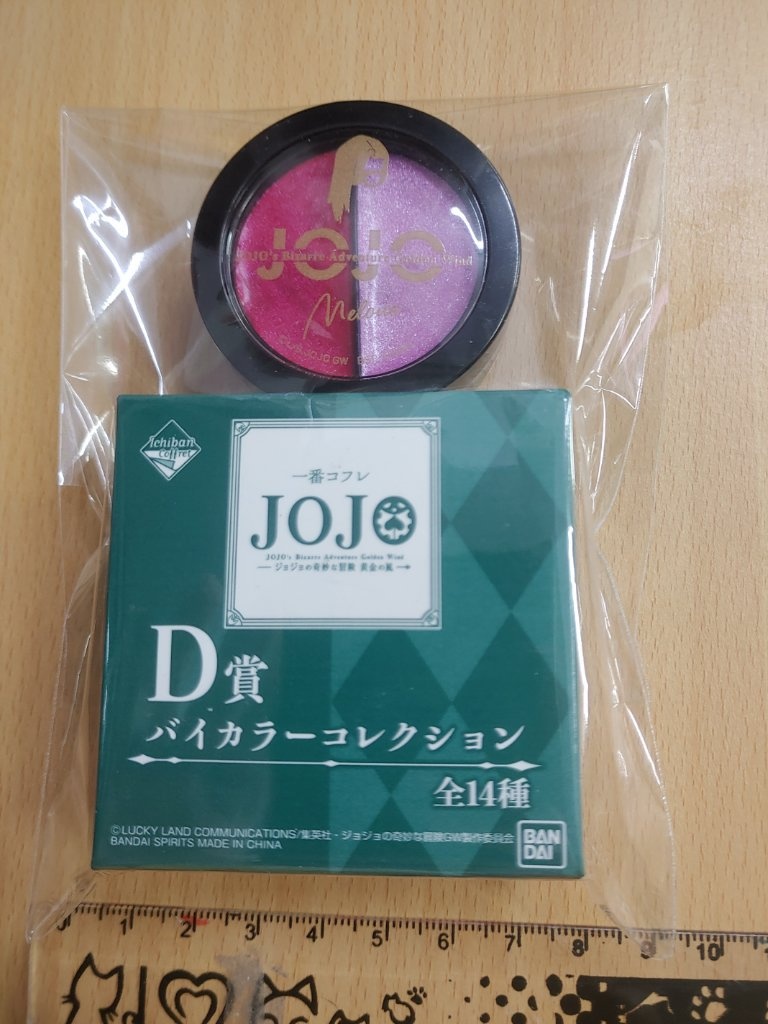 JOJO
JOJO's Bizarre Adventure Golden Wind
Melone
Ichiban
Coffret
一番コフレ
JOJO
JOJO's Bizarre Adventure Golden Wind
ジョジョの奇妙な冒険 黄金の風
D賞
バイカラーコレクション
全14種
©LUCKY LAND COMMUNICATIONS/集英社・ジョジョの奇妙な冒険GW製作委員会
BANDAI SPIRITS MADE IN CHINA
BAN
DAI
1 2 3 4 5 6 7 8 9 10